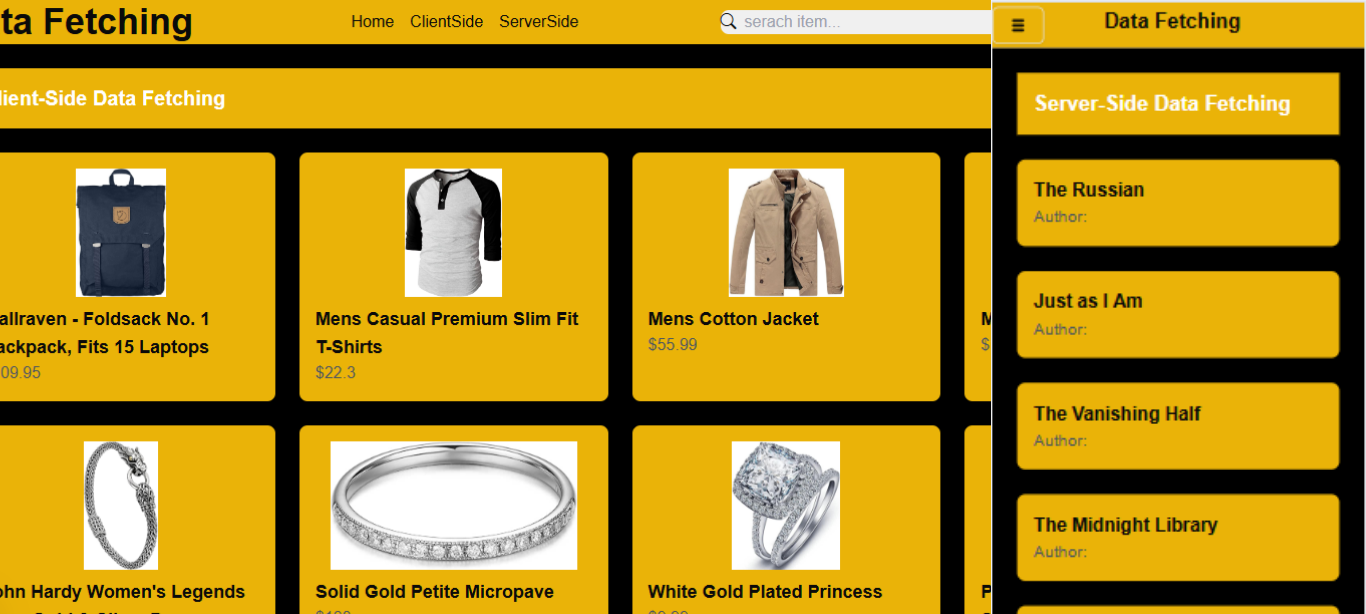 ta Fetching
Home ClientSide ServerSide
serach item...
lient-Side Data Fetching
allraven - Foldsack No. 1
ackpack, Fits 15 Laptops
09.95
Mens Casual Premium Slim Fit
T-Shirts
$22.3
Mens Cotton Jacket
$55.99
M
$
ohn Hardy Women's Legends
Solid Gold Petite Micropave
White Gold Plated Princess
P
Data Fetching
Server-Side Data Fetching
The Russian
Author:
Just as I Am
Author:
The Vanishing Half
Author:
The Midnight Library
Author: